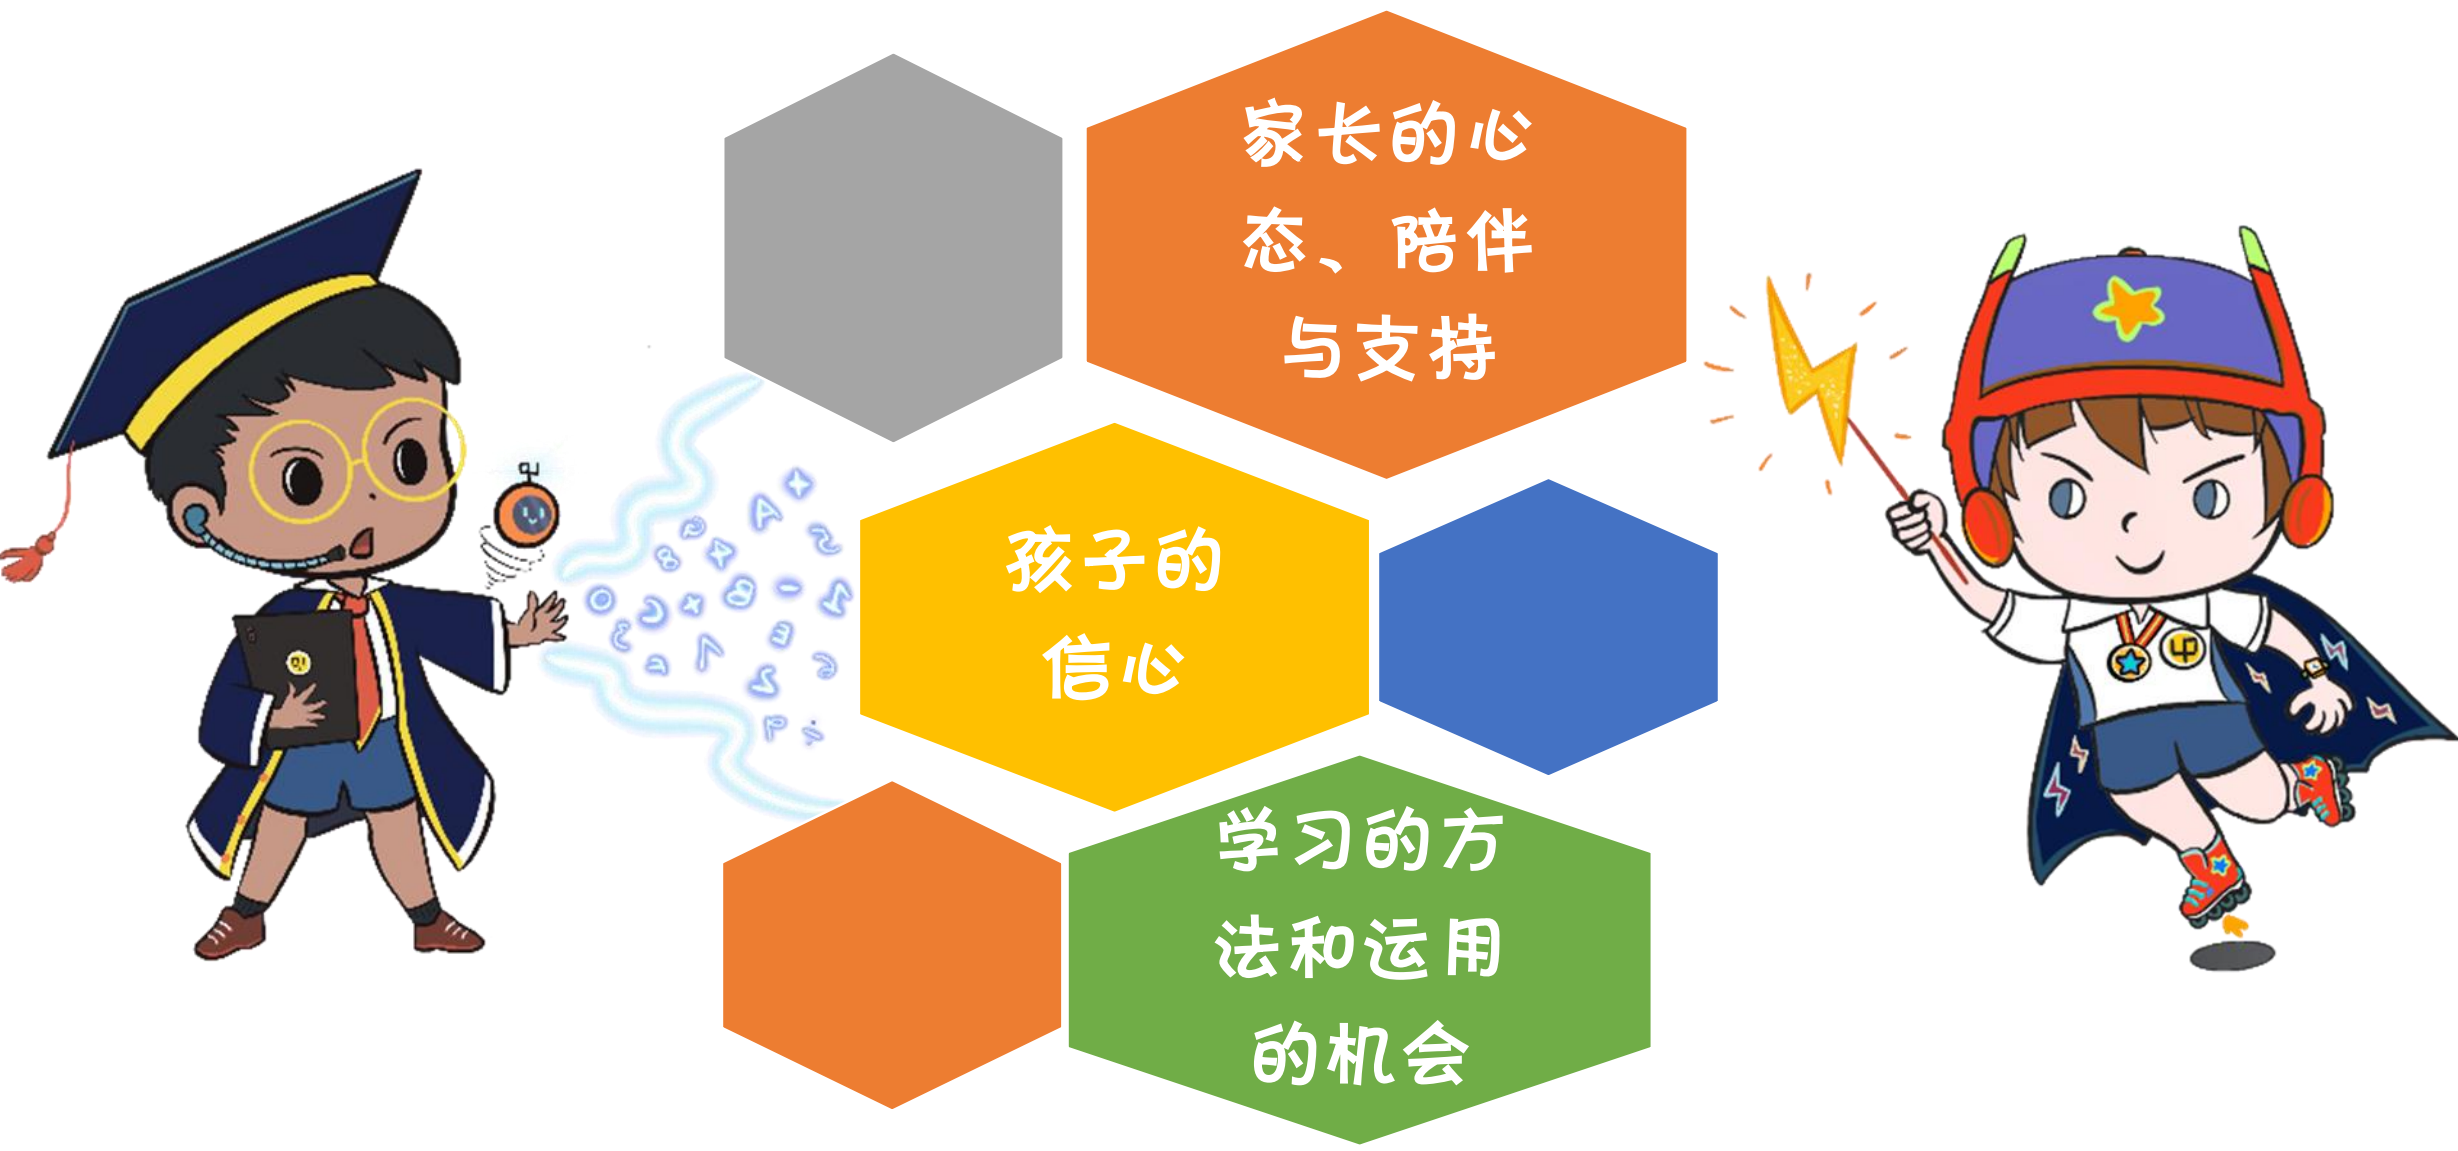 家长的心
态、陪伴
与支持
孩子的
信心
学习的方
法和运用
的机会